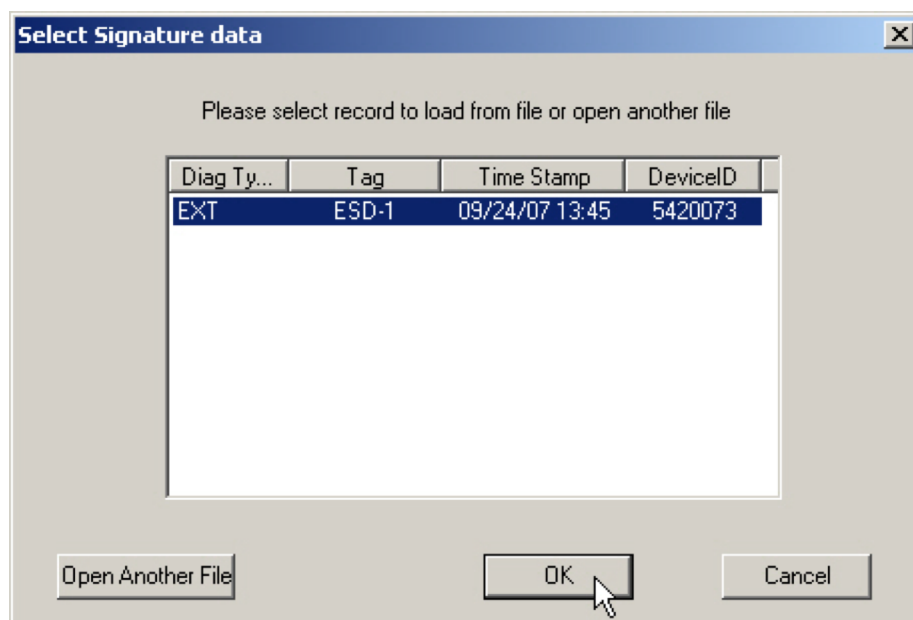 Select Signature data
Please select record to load from file or open another file
Diag Ty... Tag Time Stamp DeviceID
EXT ESD-1 09/24/07 13:45 5420073
Open Another File OK Cancel